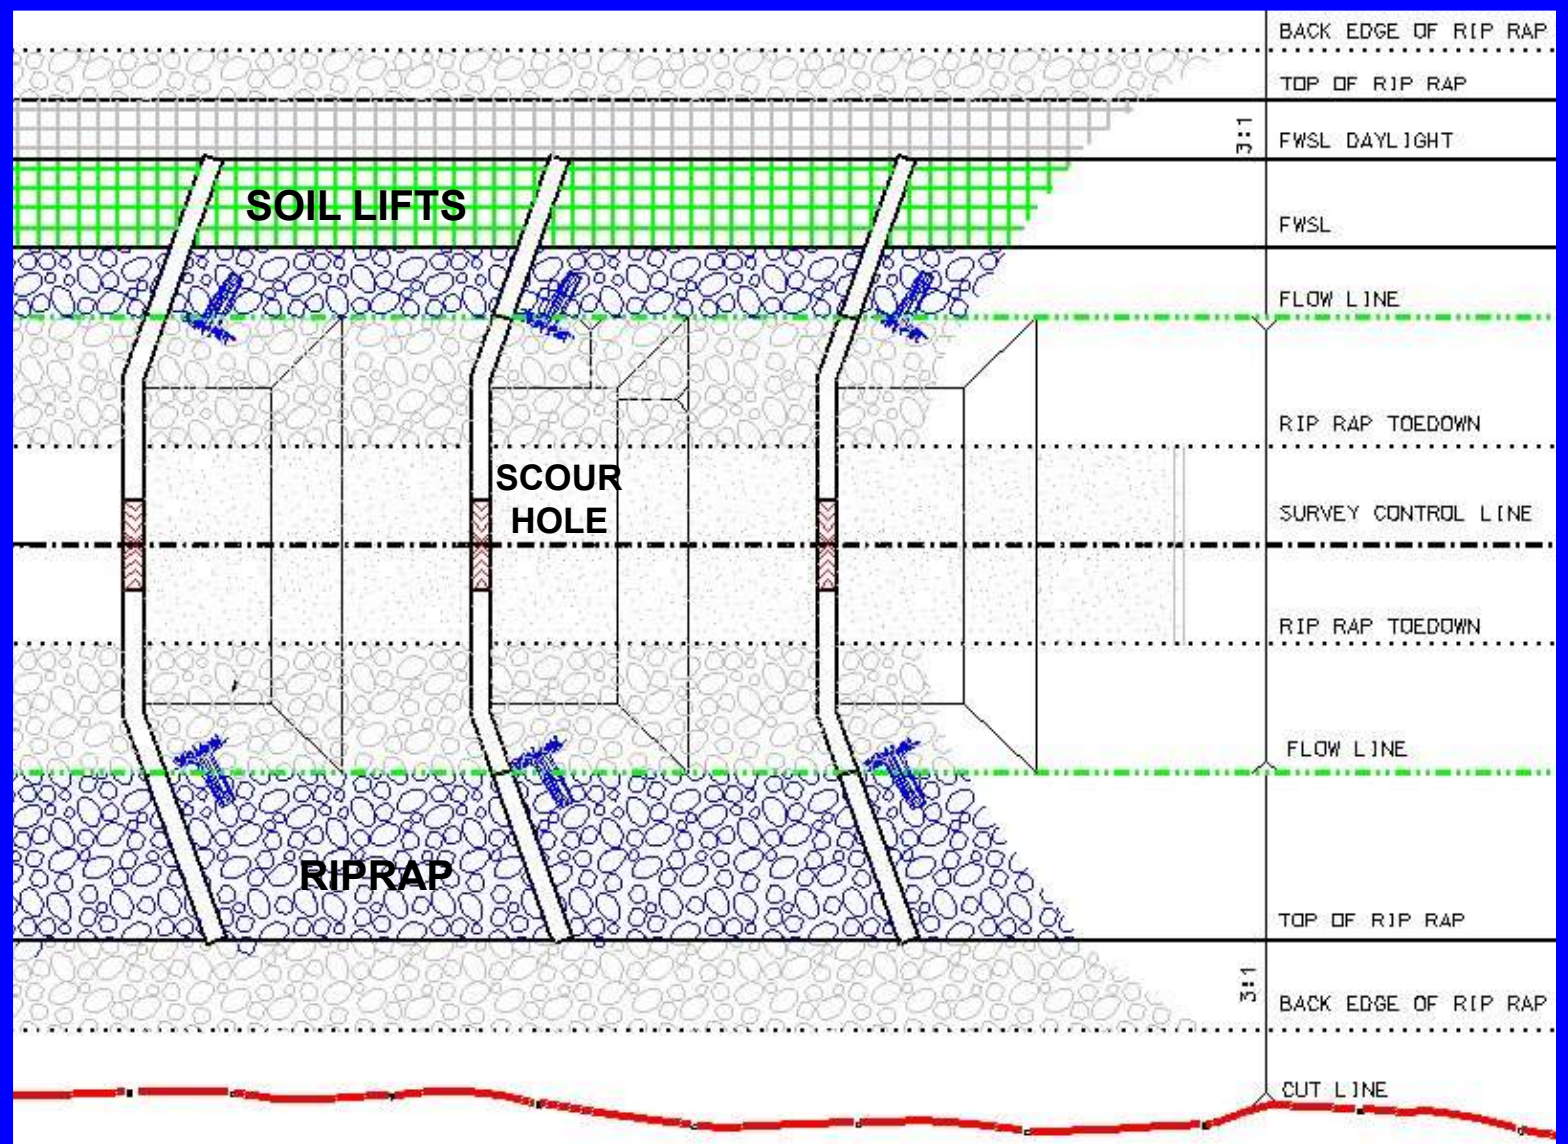 BACK EDGE OF RIP RAP
TOP OF RIP RAP
3:1
FWSL DAYLIGHT
SOIL LIFTS
FWSL
FLOW LINE
RIP RAP TOEDOWN
SCOUR
HOLE
SURVEY CONTROL LINE
RIP RAP TOEDOWN
FLOW LINE
RIPRAP
TOP OF RIP RAP
3:1
BACK EDGE OF RIP RAP
CUT LINE